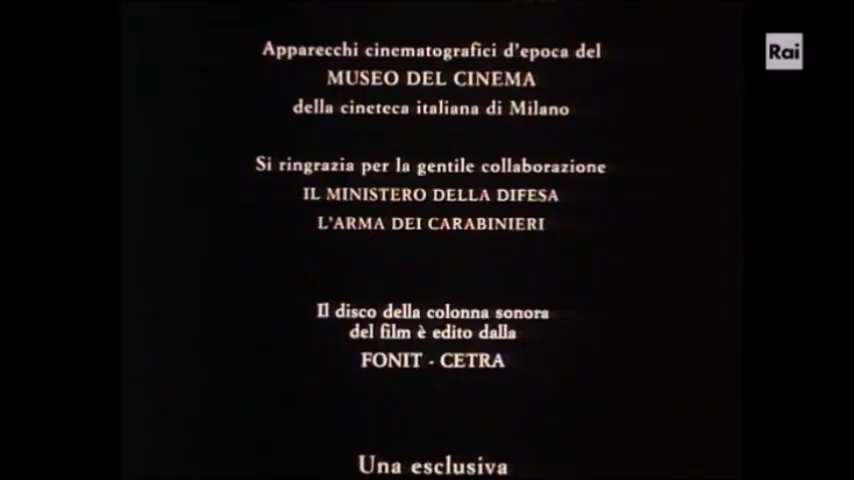 Apparecchi cinematografici d'epoca del
MUSEO DEL CINEMA
della cineteca italiana di Milano
Si ringrazia per la gentile collaborazione
IL MINISTERO DELLA DIFESA
L'ARMA DEI CARABINIERI
Il disco della colonna sonora
del film è edito dalla
FONIT - CETRA
Una esclusiva
Rai